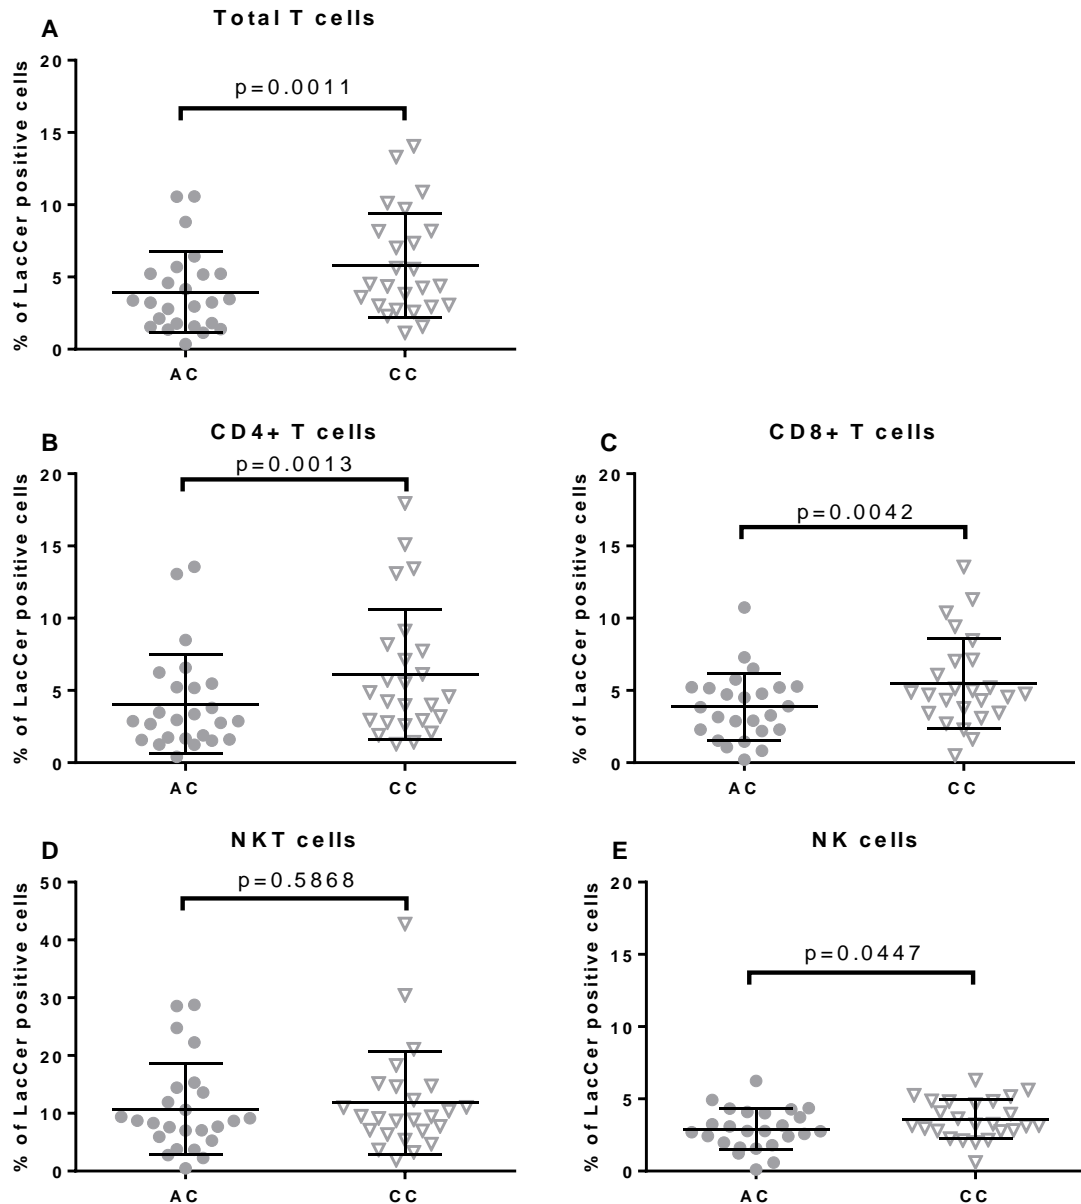 A
Total T cells
% of LacCer positive cells
20
15
10
5
0
p=0.0011
AC
CC
B
CD4+ T cells
% of LacCer positive cells
20
15
10
5
0
p=0.0013
AC
CC
C
CD8+ T cells
% of LacCer positive cells
20
15
10
5
0
p=0.0042
AC
CC
D
NKT cells
% of LacCer positive cells
50
40
30
20
10
0
p=0.5868
AC
CC
E
NK cells
% of LacCer positive cells
20
15
10
5
0
p=0.0447
AC
CC